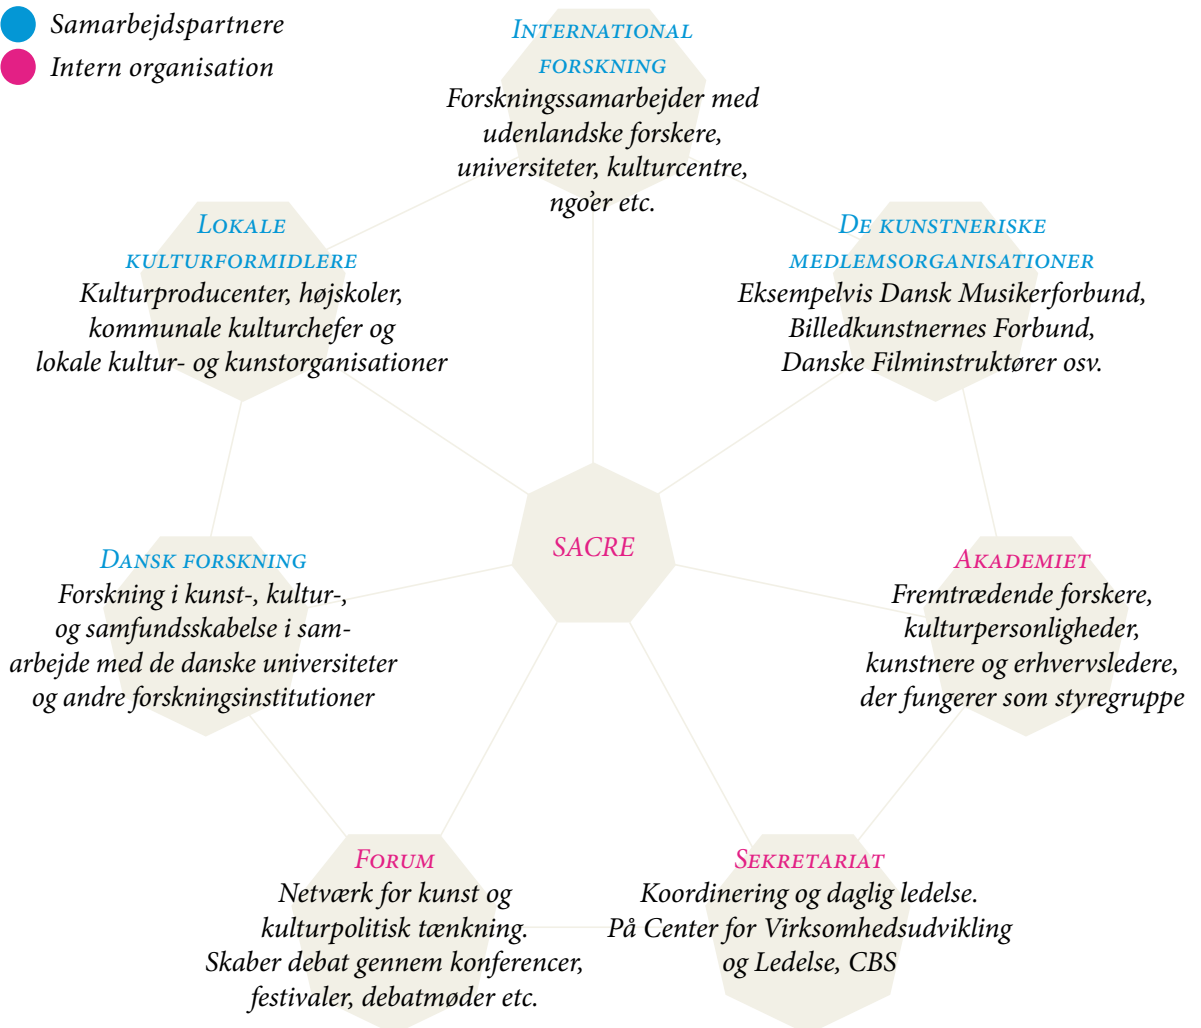 Samarbejdspartnere
Intern organisation
International
forskning
Forskningssamarbejder med
udenlandske forskere,
universiteter, kulturcentre,
ngo'er etc.
Lokale
kulturformidlere
Kulturproducenter, højskoler,
kommunale kulturchefer og
lokale kultur- og kunstorganisationer
De kunstneriske
medlemsorganisationer
Eksempelvis Dansk Musikerforbund,
Billedkunstnernes Forbund,
Danske Filminstruktører osv.
SACRE
Dansk forskning
Forskning i kunst-, kultur-,
og samfundsskabelse i sam-
arbejde med de danske universiteter
og andre forskningsinstitutioner
Akademiet
Fremtrædende forskere,
kulturpersonligheder,
kunstnere og erhvervsledere,
der fungerer som styregruppe
Forum
Netværk for kunst og
kulturpolitisk tænkning.
Skaber debat gennem konferencer,
festivaler, debatmøder etc.
Sekretariat
Koordinering og daglig ledelse.
På Center for Virksomhedsudvikling
og Ledelse, CBS